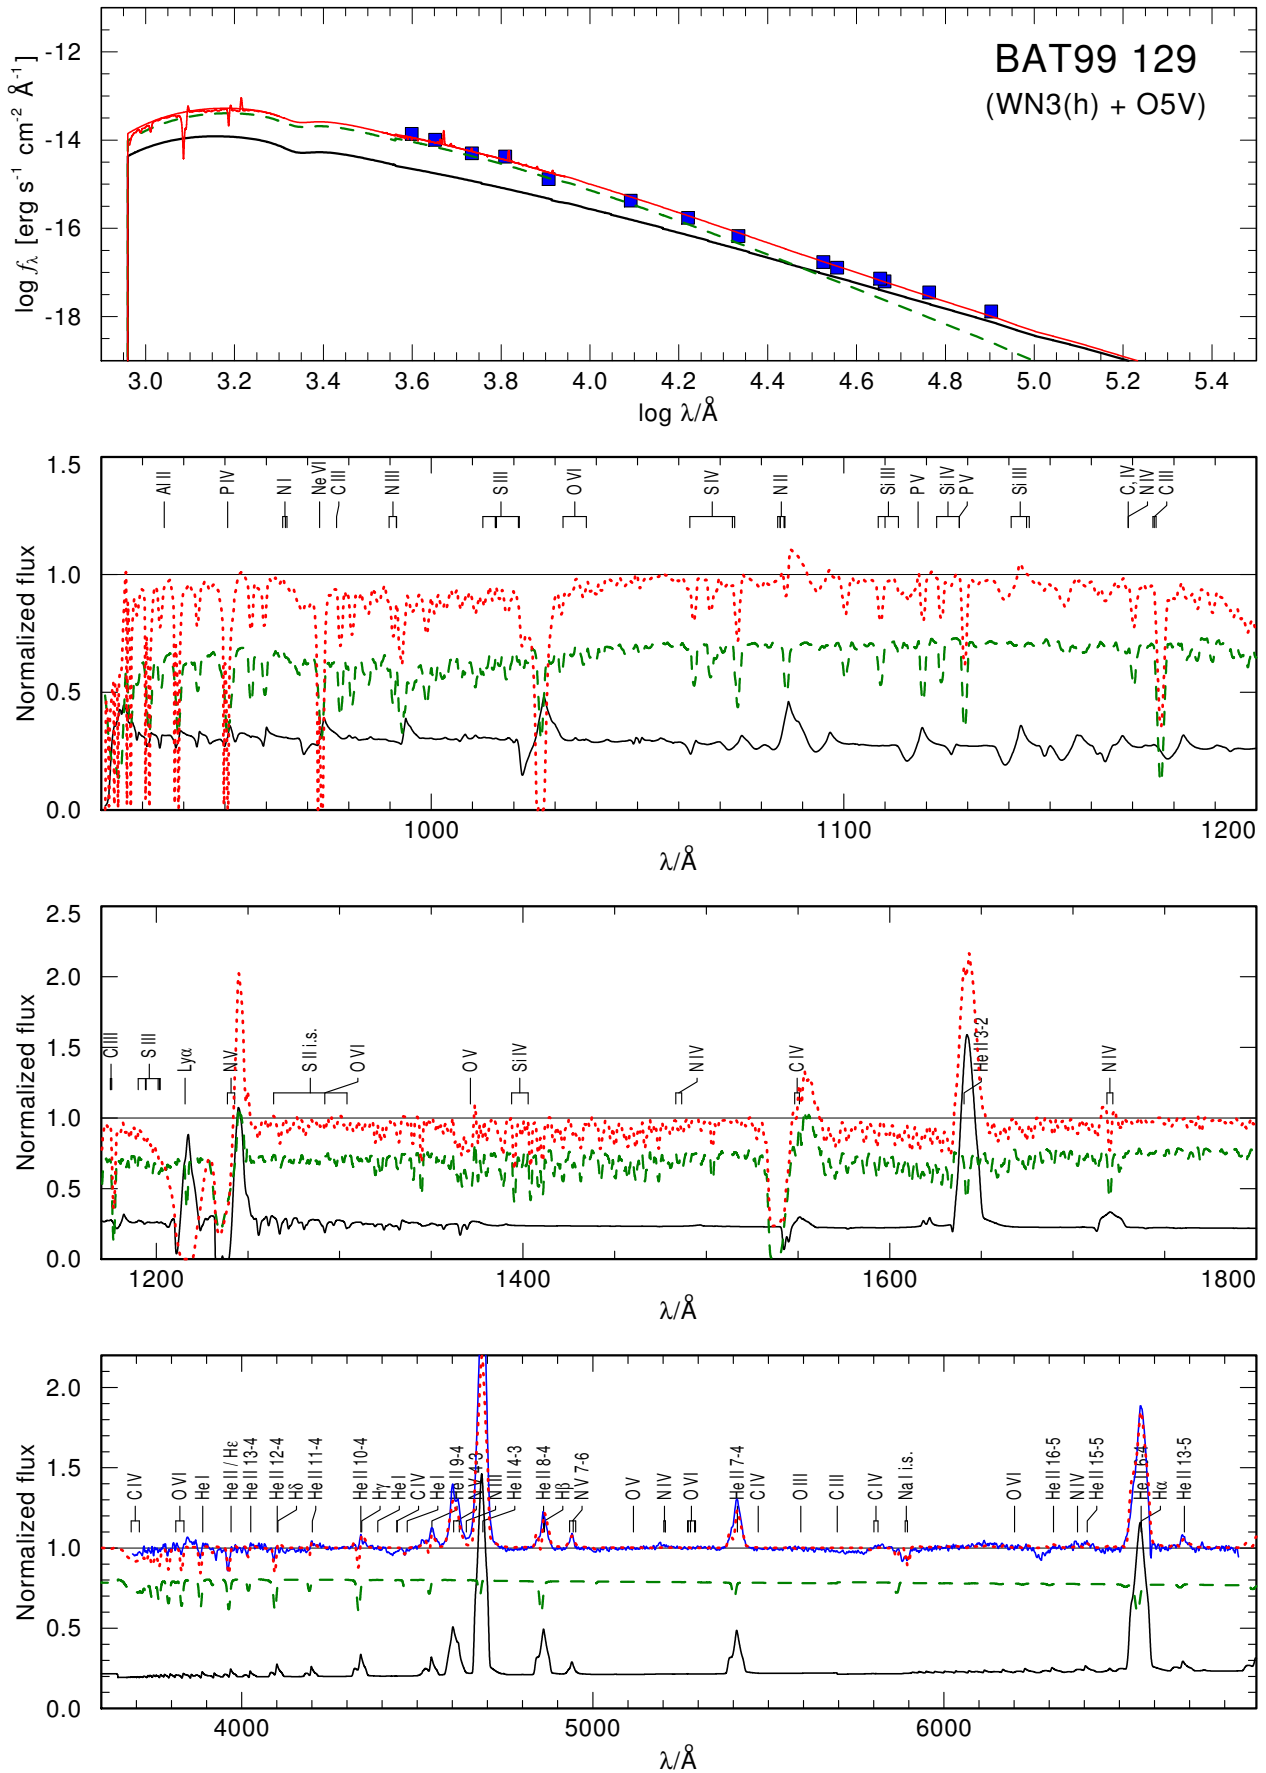 BAT99 129
(WN3(h) + O5V)
log fλ [erg s⁻¹ cm⁻² Å⁻¹]
-12
-14
-16
-18
3.0 3.2 3.4 3.6 3.8 4.0 4.2 4.4 4.6 4.8 5.0 5.2 5.4
log λ/Å
Normalized flux
1.5
1.0
0.5
0.0
Al II P IV N I Ne VI C III N III S III O VI S IV N II Si III P V Si IV P V Si III C, IV N IV C III
1000 1100 1200
λ/Å
Normalized flux
2.5
2.0
1.5
1.0
0.5
0.0
C III S III Lyα N V S II i.s. O VI O V Si IV N IV C IV He II 3-2 N IV
1200 1400 1600 1800
λ/Å
Normalized flux
2.0
1.5
1.0
0.5
0.0
C IV O VI He I He II / Hε He II 13-4 He II 12-4 Hδ He II 11-4 He II 10-4 Hγ He I C IV He I He II 9-4 N V 4-3 N III He II 4-3 He II 8-4 Hβ N V 7-6 O V N IV O VI He II 7-4 C IV O III C III C IV Na i.s. O VI He II 16-5 N IV He II 15-5 He II 6-4 Hα He II 13-5
4000 5000 6000
λ/Å